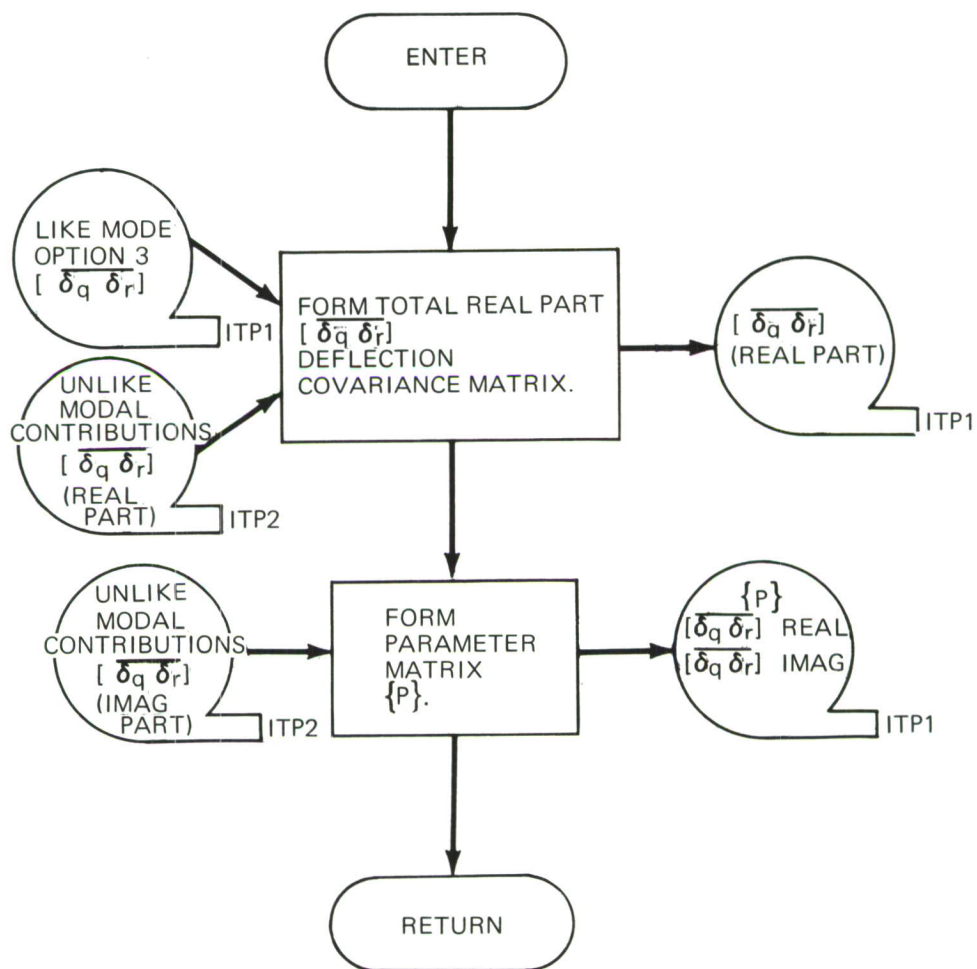 ENTER
LIKE MODE
OPTION 3
[ δq δr ]
ITP1
UNLIKE
MODAL
CONTRIBUTIONS
[ δq δr ]
(REAL
PART)
ITP2
FORM TOTAL REAL PART
[ δq δr ]
DEFLECTION
COVARIANCE MATRIX.
[ δq δr ]
(REAL PART)
ITP1
UNLIKE
MODAL
CONTRIBUTIONS
[ δq δr ]
(IMAG
PART)
ITP2
FORM
PARAMETER
MATRIX
{P}.
{P}
[δq δr] REAL
[δq δr] IMAG
ITP1
RETURN